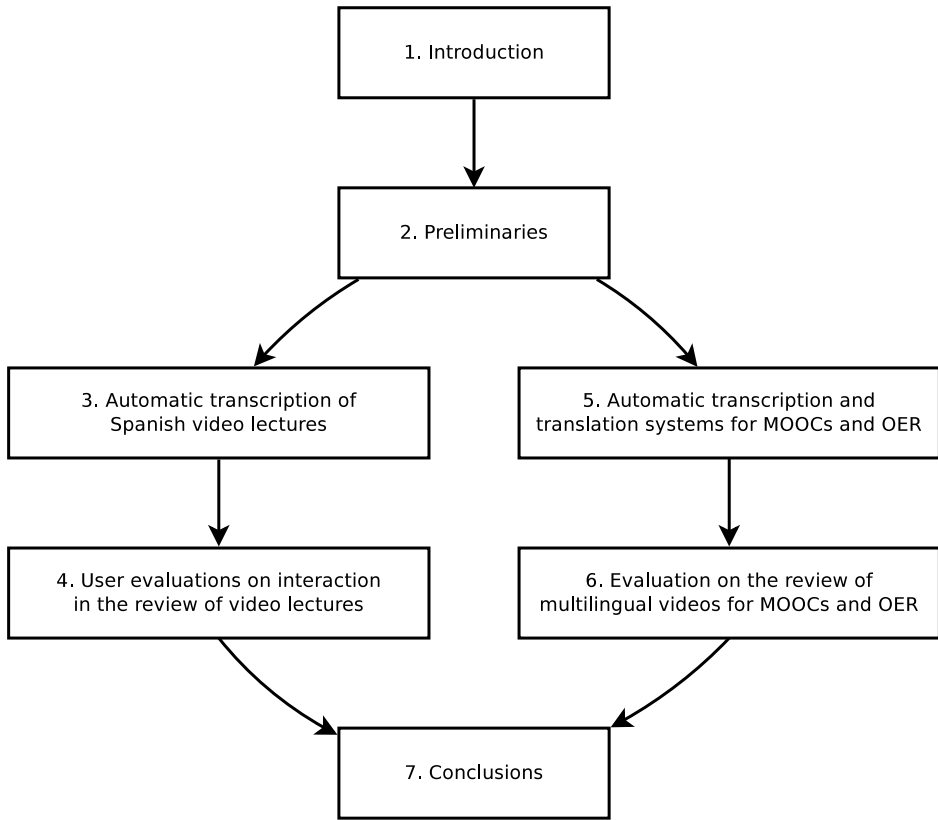 1. Introduction
2. Preliminaries
3. Automatic transcription of
Spanish video lectures
5. Automatic transcription and
translation systems for MOOCs and OER
4. User evaluations on interaction
in the review of video lectures
6. Evaluation on the review of
multilingual videos for MOOCs and OER
7. Conclusions